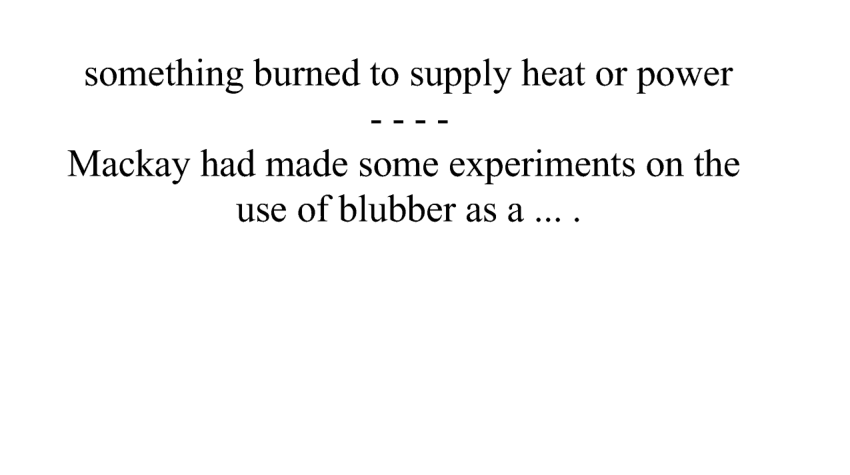 something burned to supply heat or power
- - - -
Mackay had made some experiments on the
use of blubber as a ... .